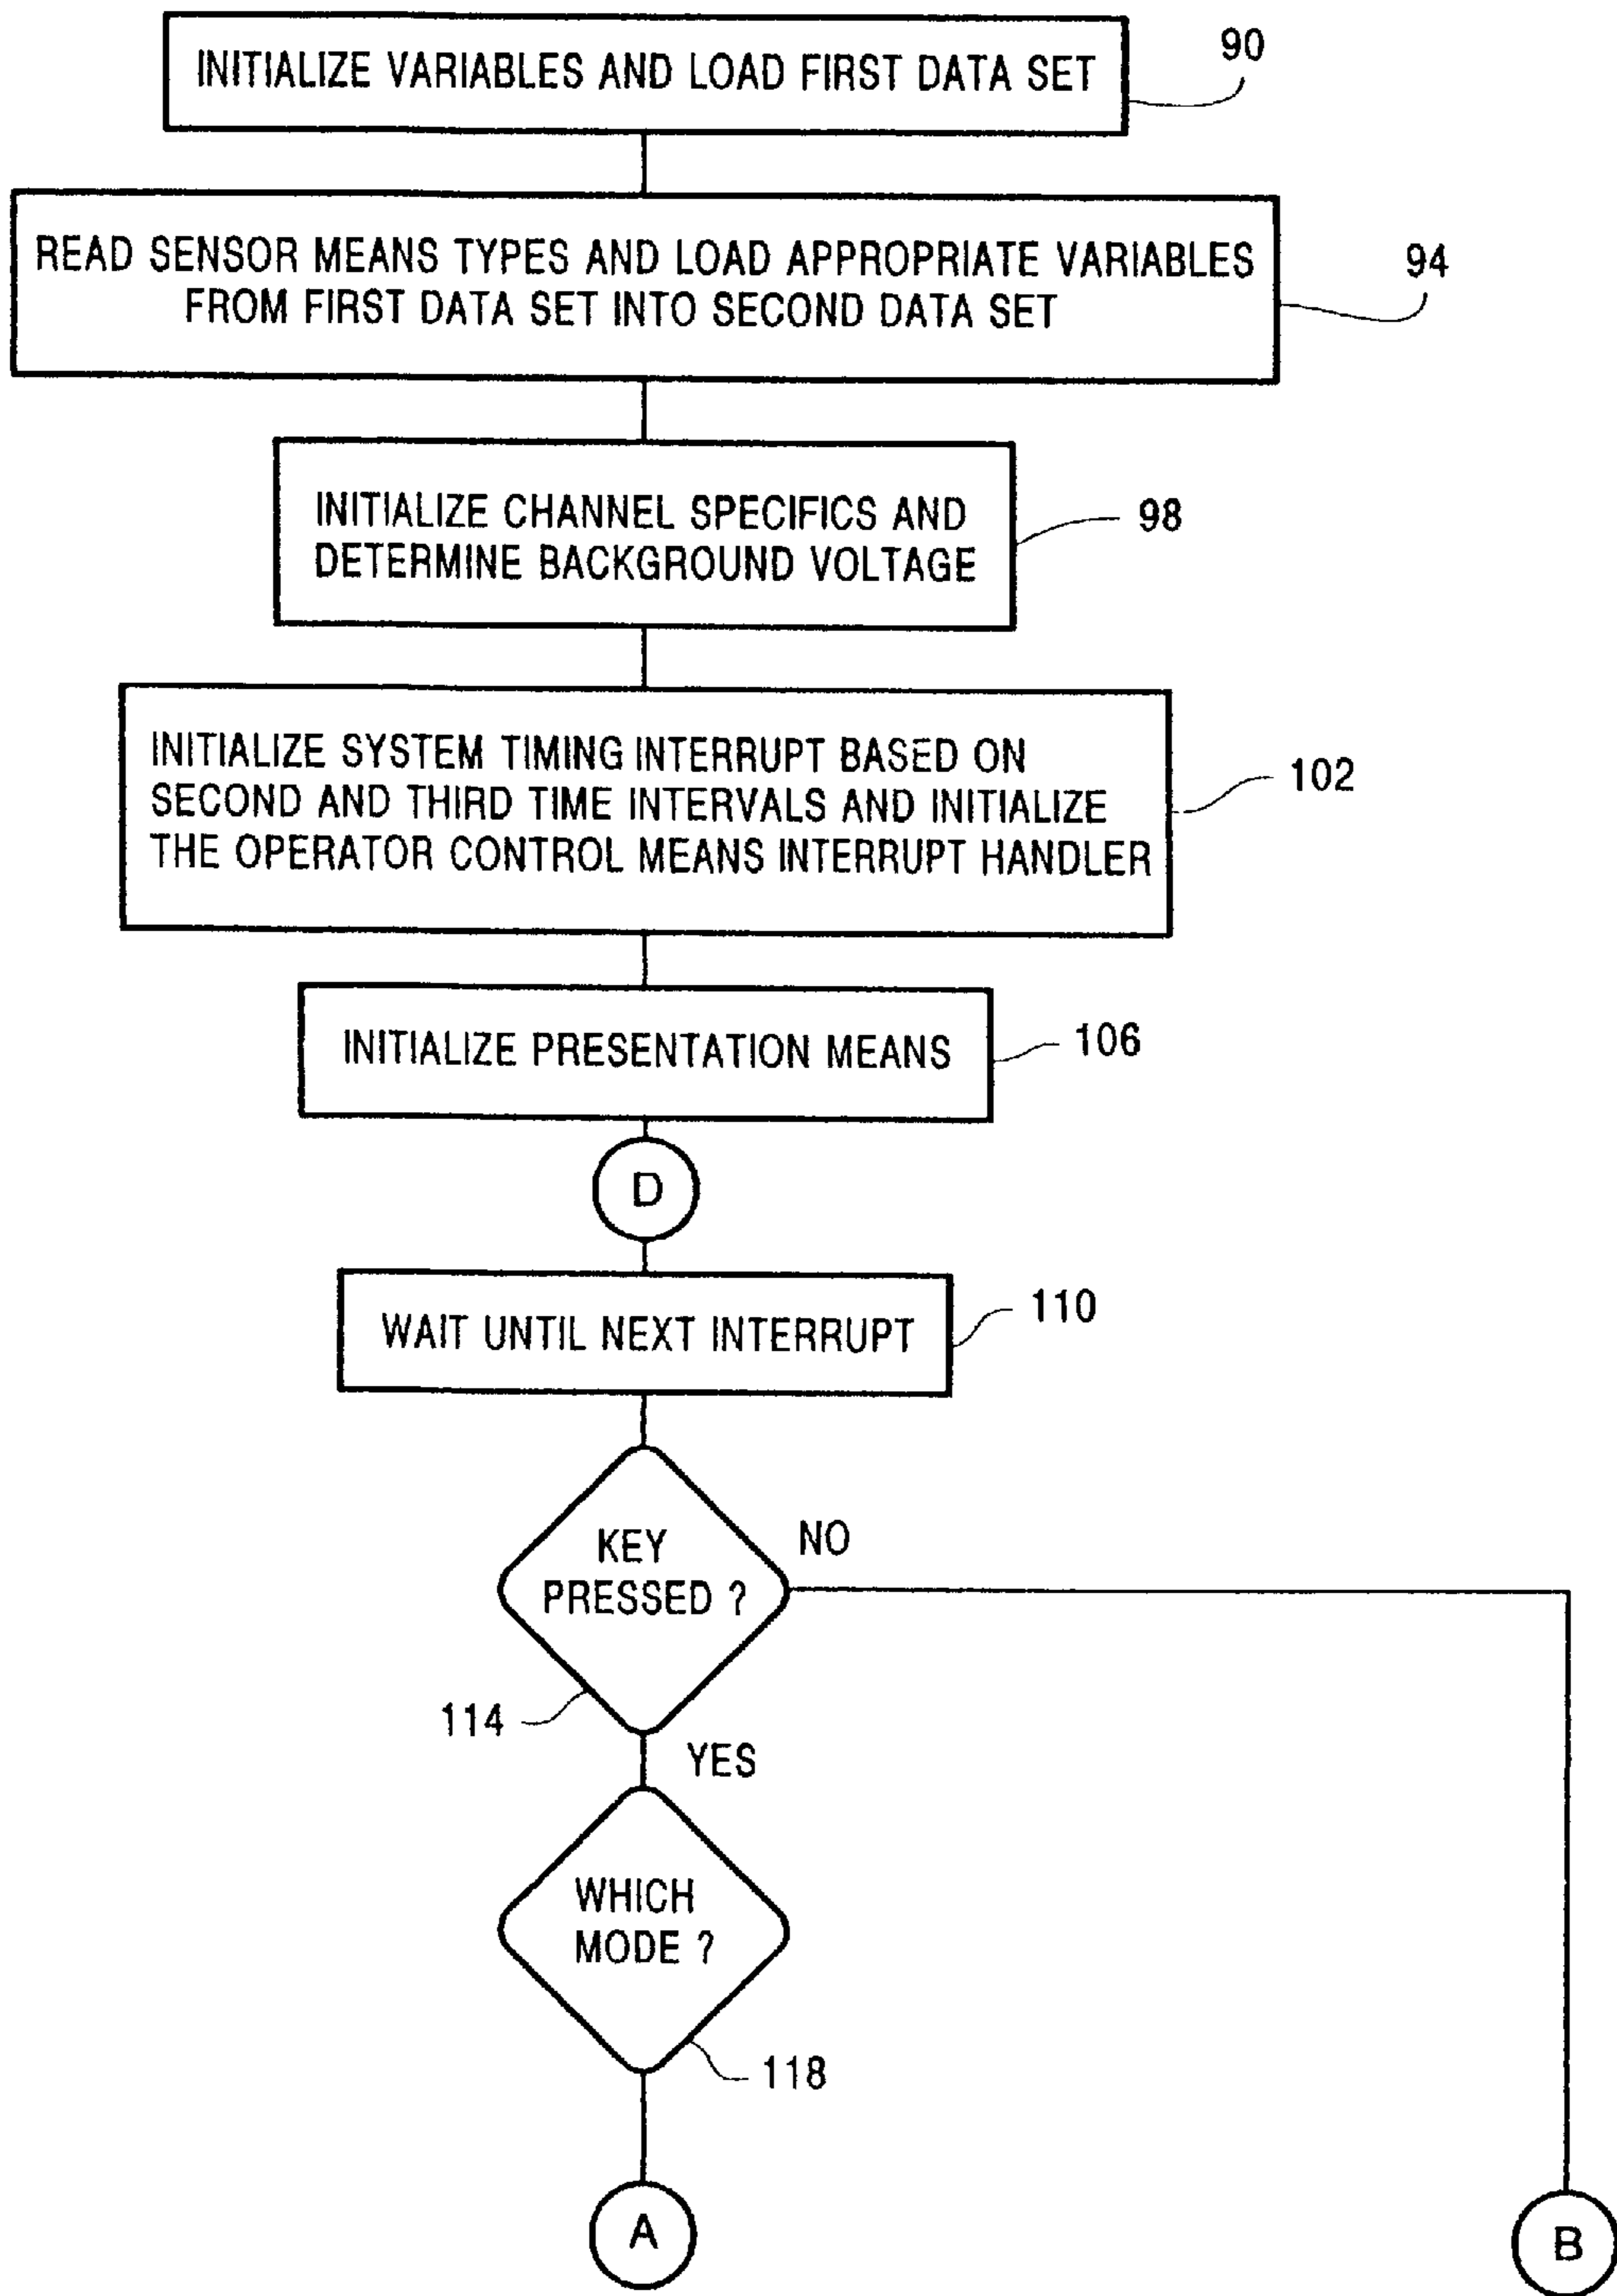 INITIALIZE VARIABLES AND LOAD FIRST DATA SET
90
READ SENSOR MEANS TYPES AND LOAD APPROPRIATE VARIABLES
FROM FIRST DATA SET INTO SECOND DATA SET
94
INITIALIZE CHANNEL SPECIFICS AND
DETERMINE BACKGROUND VOLTAGE
98
INITIALIZE SYSTEM TIMING INTERRUPT BASED ON
SECOND AND THIRD TIME INTERVALS AND INITIALIZE
THE OPERATOR CONTROL MEANS INTERRUPT HANDLER
102
INITIALIZE PRESENTATION MEANS
106
D
WAIT UNTIL NEXT INTERRUPT
110
KEY
PRESSED ?
NO
114
YES
WHICH
MODE ?
118
A
B